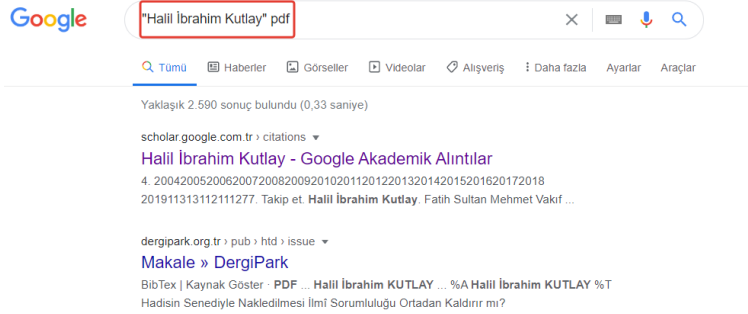 Google "Halil İbrahim Kutlay" pdf
Tümü Haberler Görseller Videolar Alışveriş Daha fazla Ayarlar Araçlar
Yaklaşık 2.590 sonuç bulundu (0,33 saniye)
scholar.google.com.tr › citations
Halil İbrahim Kutlay - Google Akademik Alıntılar
4. 200420052006200720082009201020112012201320142015201620172018
201911313112111277. Takip et. Halil İbrahim Kutlay. Fatih Sultan Mehmet Vakıf ...
dergipark.org.tr › pub › htd › issue
Makale » DergiPark
BibTex | Kaynak Göster · PDF ... Halil İbrahim KUTLAY ... %A Halil İbrahim KUTLAY %T
Hadisin Senediyle Nakledilmesi İlmî Sorumluluğu Ortadan Kaldırır mı?